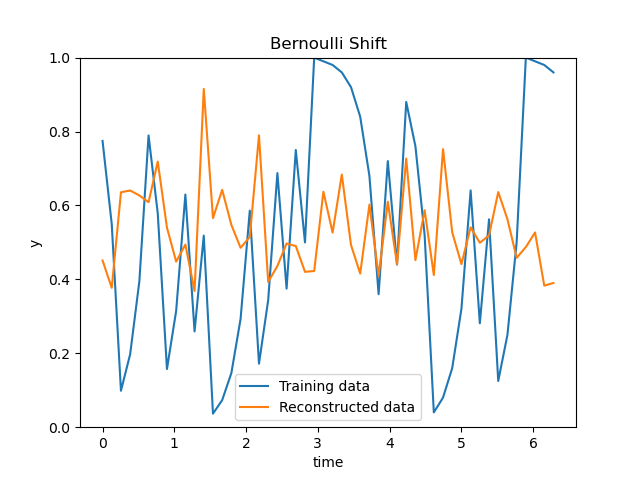 Bernoulli Shift
1.0
0.8
0.6
0.4
0.2
0.0
y
0 1 2 3 4 5 6
time
Training data
Reconstructed data